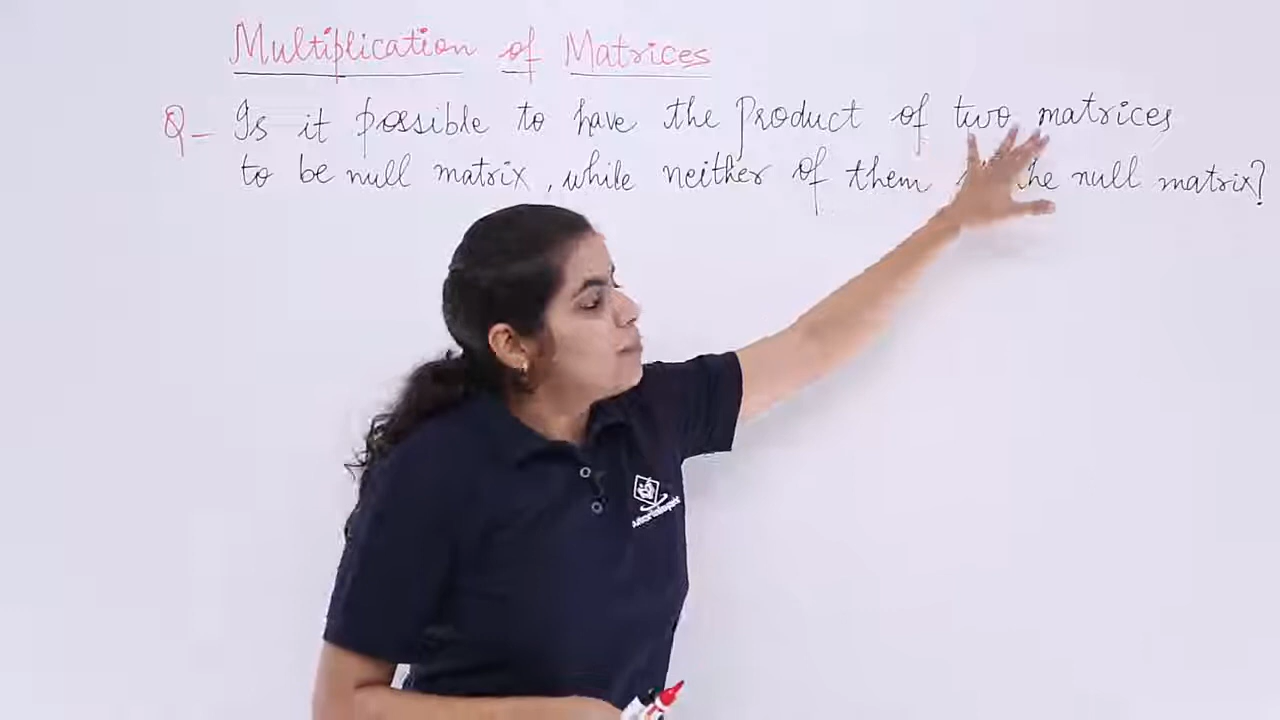 Multiplication of Matrices
Q- Is it possible to have the product of two matrices
to be null matrix, while neither of them the null matrix?